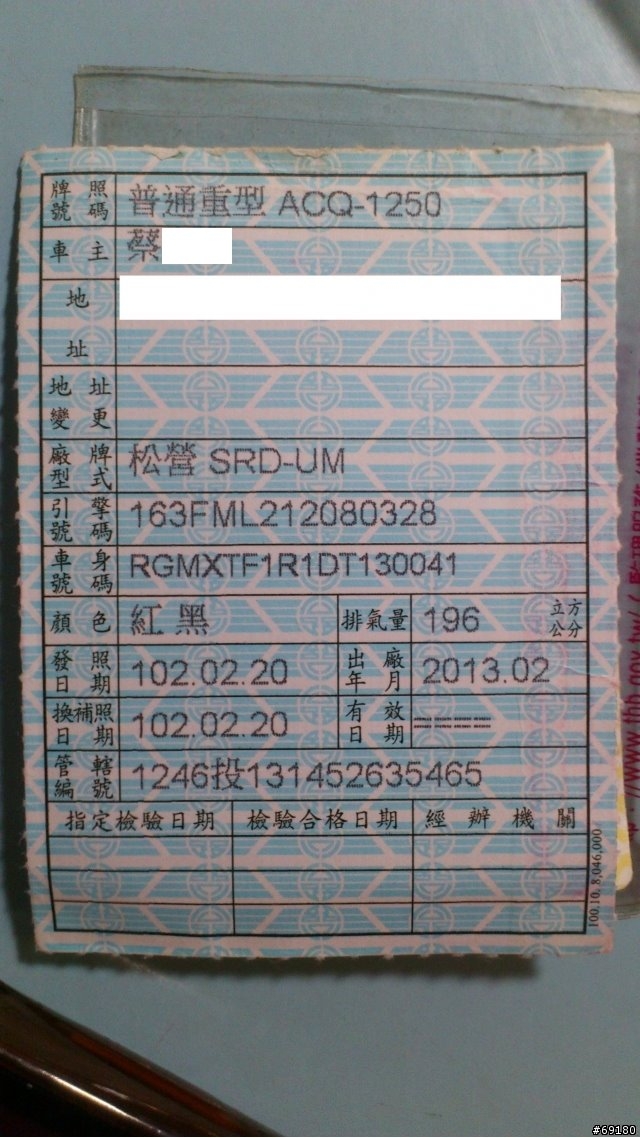 牌照號碼 普通重型 ACQ-1250
車主 蔡
地址
地址變更
廠牌型式 松營 SRD-UM
引擎號碼 163FML212080328
車身號碼 RGMXTF1R1DT130041
顏色 紅 黑 排氣量 196 立方公分
發照日期 102.02.20 出廠年月 2013.02
換補照日期 102.02.20 有效日期 ----
管轄編號 1246投131452635465
指定檢驗日期 檢驗合格日期 經辦機關
100.10. 8,046,000
#69180